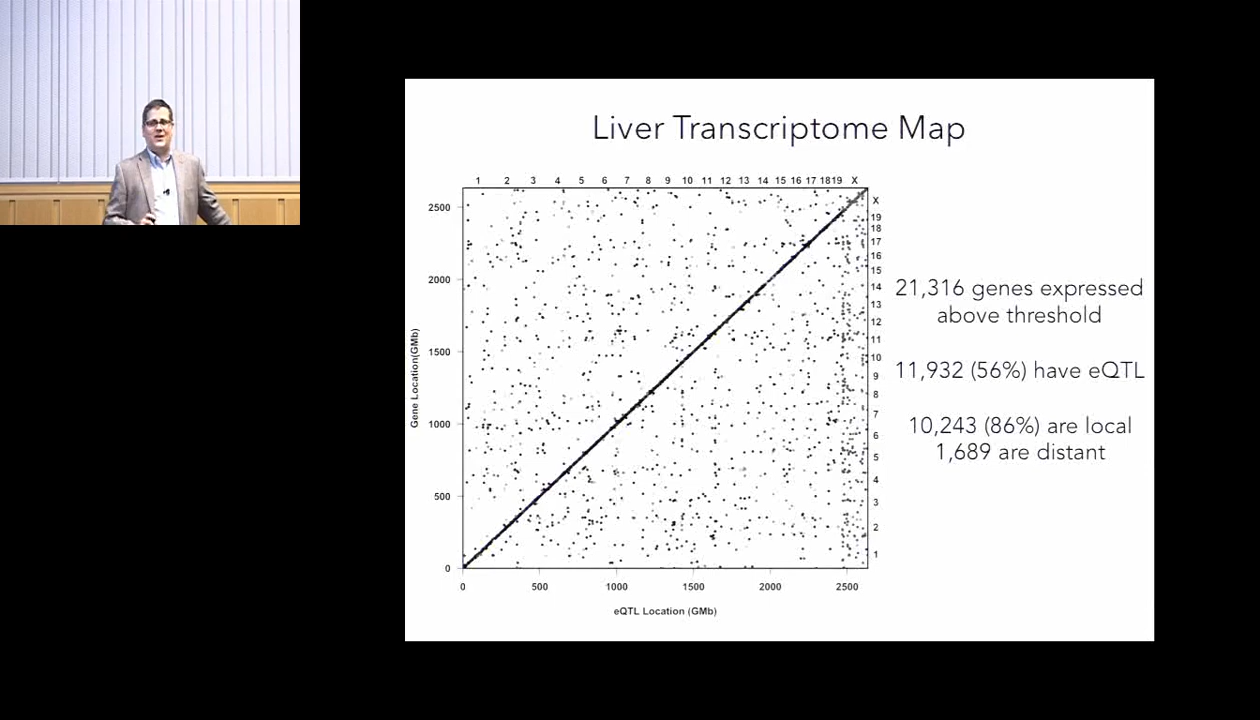 Liver Transcriptome Map
1 2 3 4 5 6 7 8 9 10 11 12 13 14 15 16 17 18 19 X
Gene Location(GMb)
2500
2000
1500
1000
500
0
X
19
18
17
16
15
14
13
12
11
10
9
8
7
6
5
4
3
2
1
0 500 1000 1500 2000 2500
eQTL Location (GMb)
21,316 genes expressed
above threshold
11,932 (56%) have eQTL
10,243 (86%) are local
1,689 are distant